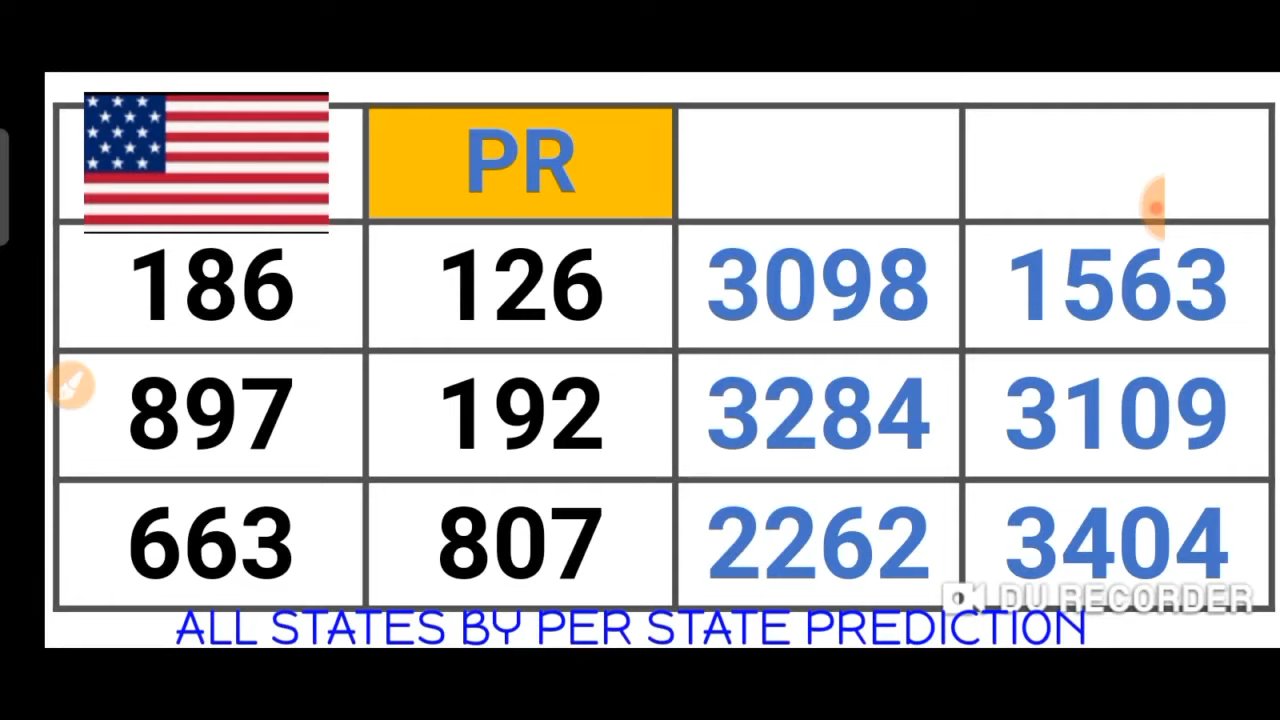 PR
186 126 3098 1563
897 192 3284 3109
663 807 2262 3404
DU RECORDER
ALL STATES BY PER STATE PREDICTION